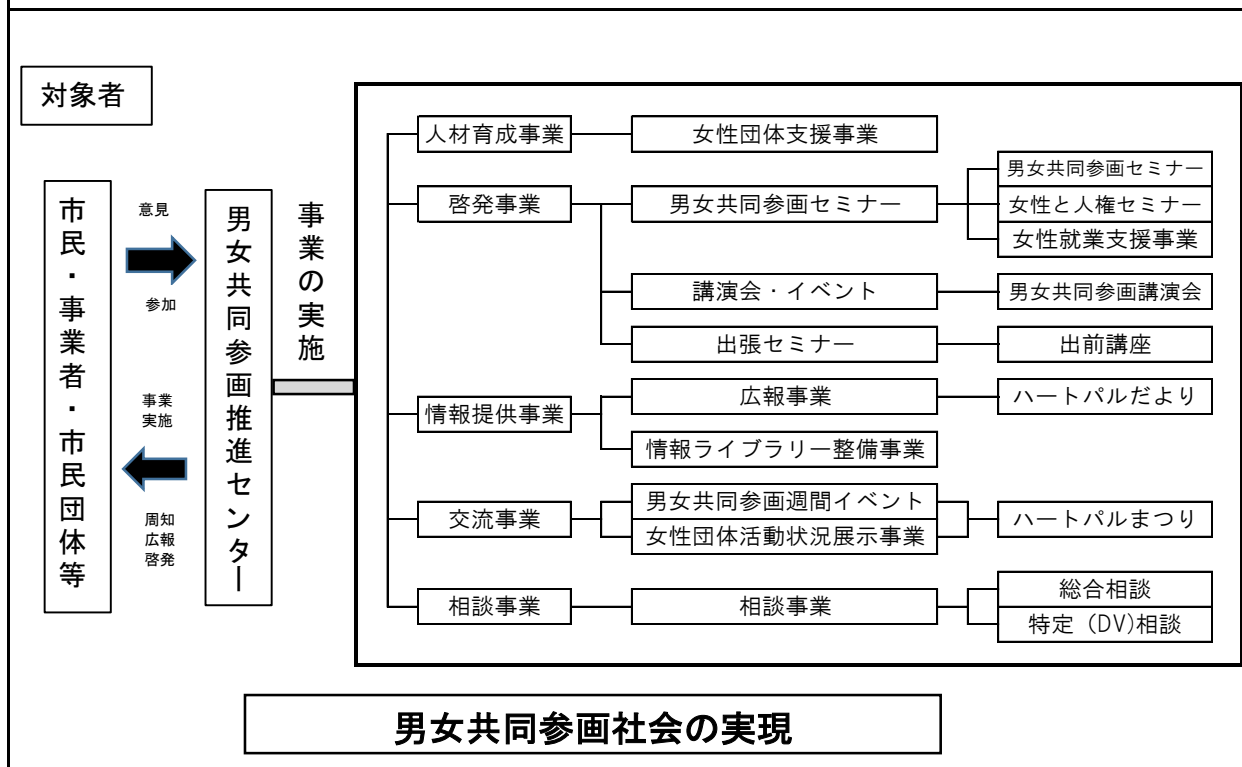 対象者
市民・事業者・市民団体等
意見
参加
事業
実施
周知
広報
啓発
男女共同参画推進センター
事業の実施
人材育成事業
女性団体支援事業
啓発事業
男女共同参画セミナー
男女共同参画セミナー
女性と人権セミナー
女性就業支援事業
講演会・イベント
男女共同参画講演会
出張セミナー
出前講座
情報提供事業
広報事業
ハートパルだより
情報ライブラリー整備事業
交流事業
男女共同参画週間イベント
女性団体活動状況展示事業
ハートパルまつり
相談事業
相談事業
総合相談
特定（DV)相談
男女共同参画社会の実現